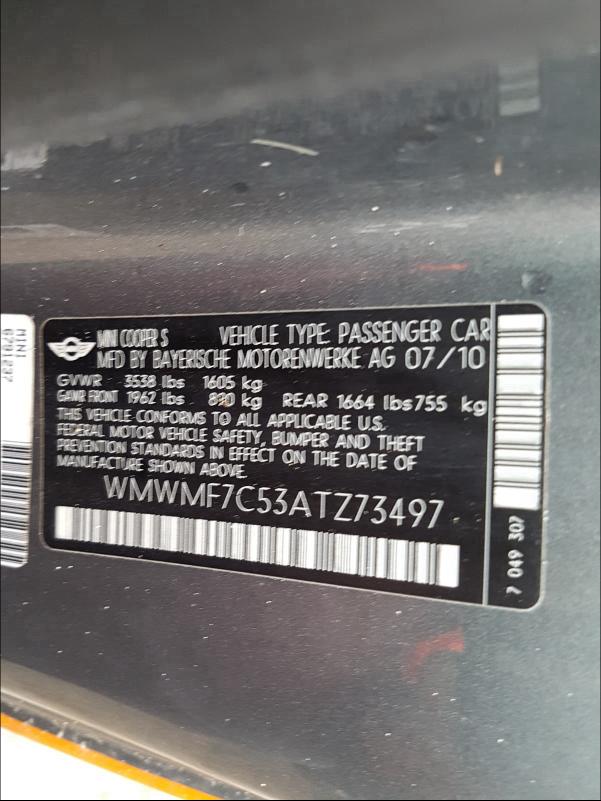 MINI COOPER S VEHICLE TYPE: PASSENGER CAR
MFD BY BAYERISCHE MOTORENWERKE AG 07/10
GVWR 3538 lbs 1605 kg
GAWR FRONT 1962 lbs 890 kg REAR 1664 lbs 755 kg
THIS VEHICLE CONFORMS TO ALL APPLICABLE U.S.
FEDERAL MOTOR VEHICLE SAFETY, BUMPER AND THEFT
PREVENTION STANDARDS IN EFFECT ON THE DATE OF
MANUFACTURE SHOWN ABOVE.
WMWMF7C53ATZ73497
7 049 307
MINI